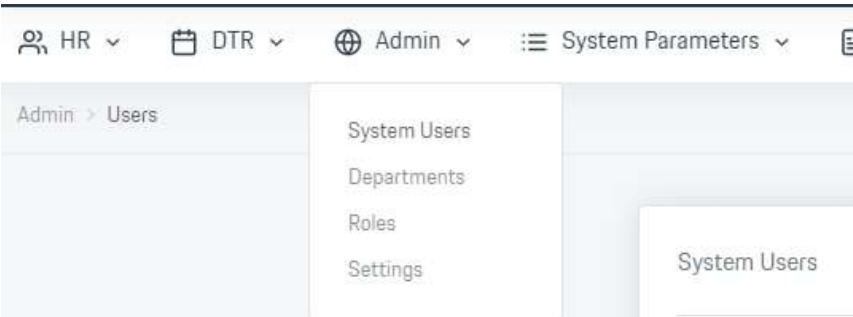 HR DTR Admin System Parameters
Admin > Users
System Users
Departments
Roles
Settings
System Users